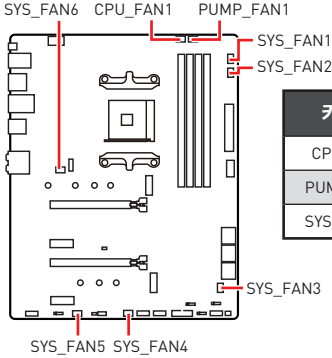 SYS_FAN6 CPU_FAN1 PUMP_FAN1
SYS_FAN1
SYS_FAN2
CP
PUM
SYS
SYS_FAN3
SYS_FAN5 SYS_FAN4